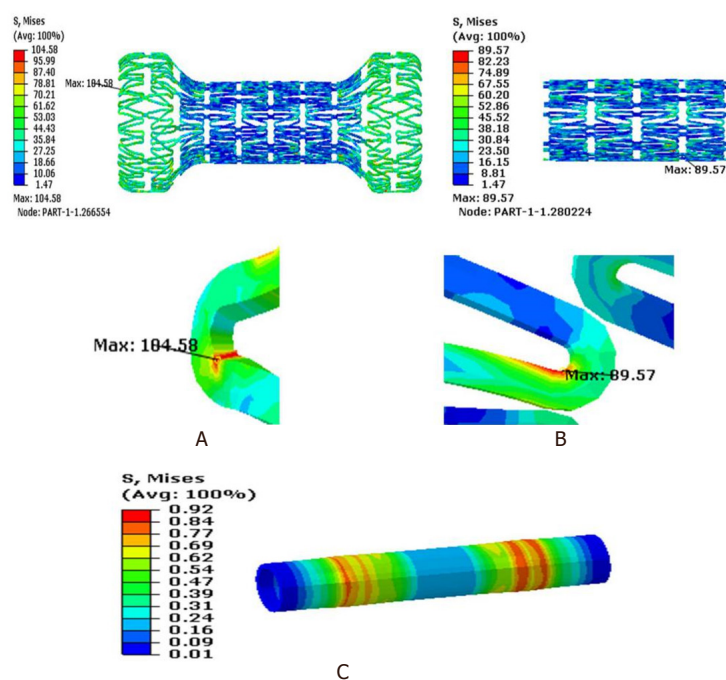 S, Mises
(Avg: 100%)
104.58
95.99
87.40
78.81
70.21
61.62
53.03
44.43
35.84
27.25
18.66
10.06
1.47
Max: 104.58
Node: PART-1-1.266554
Max: 104.58
S, Mises
(Avg: 100%)
89.57
82.23
74.89
67.55
60.20
52.86
45.52
38.18
30.84
23.50
16.15
8.81
1.47
Max: 89.57
Node: PART-1-1.280224
Max: 89.57
Max: 104.58
A
Max: 89.57
B
S, Mises
(Avg: 100%)
0.92
0.84
0.77
0.69
0.62
0.54
0.47
0.39
0.31
0.24
0.16
0.09
0.01
C